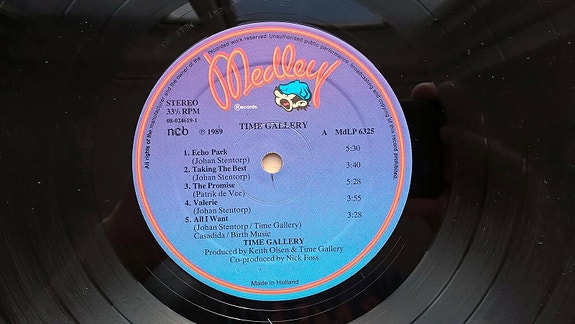 All rights of the manufacturer and the owner of the recorded work reserved. Unauthorised public performance, broadcasting and copying of this record prohibited.
Medley
Records
STEREO
33⅓ RPM
08-024619-1
ncb
℗ 1989
TIME GALLERY
A MdLP 6325
1. Echo Park 5:30
(Johan Stentorp)
2. Taking The Best 3:40
(Johan Stentorp)
3. The Promise 5:28
(Patrik de Vee)
4. Valerie 3:55
(Johan Stentorp)
5. All I Want 3:28
(Johan Stentorp / Time Gallery)
Casadida / Birth Music
TIME GALLERY
Produced by Keith Olsen & Time Gallery
Co-produced by Nick Foss
Made in Holland